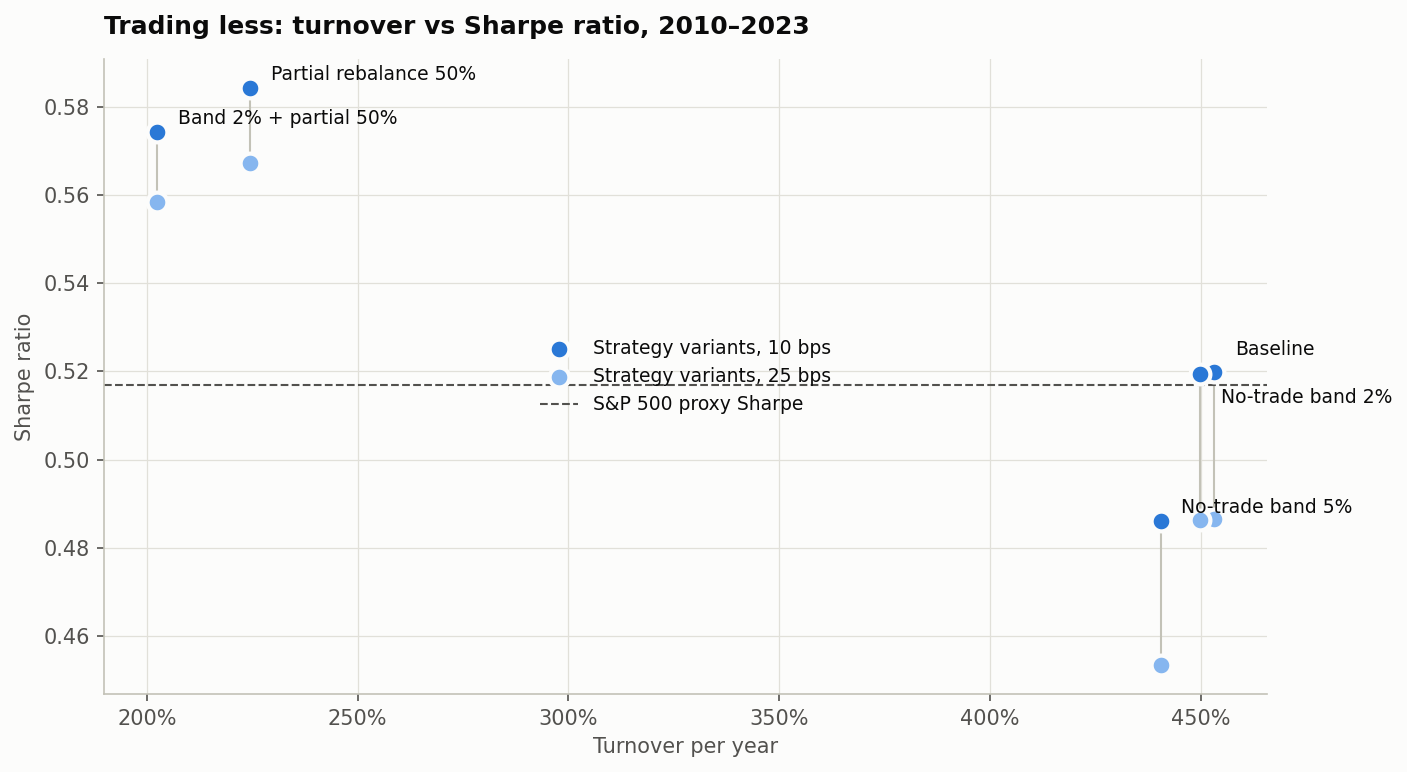 Trading less: turnover vs Sharpe ratio, 2010–2023
Partial rebalance 50%
Band 2% + partial 50%
Strategy variants, 10 bps
Strategy variants, 25 bps
S&P 500 proxy Sharpe
Baseline
No-trade band 2%
No-trade band 5%
Sharpe ratio
0.58
0.56
0.54
0.52
0.50
0.48
0.46
200%
250%
300%
350%
400%
450%
Turnover per year